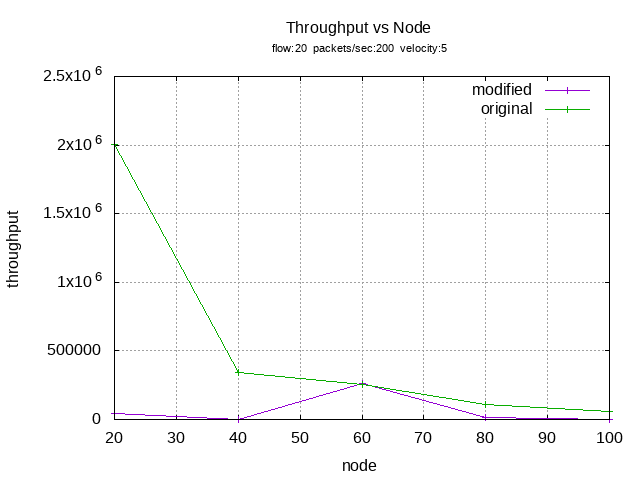 Throughput vs Node
flow:20 packets/sec:200 velocity:5
modified
original
2.5x10 6
2x10 6
1.5x10 6
1x10 6
500000
0
throughput
20 30 40 50 60 70 80 90 100
node